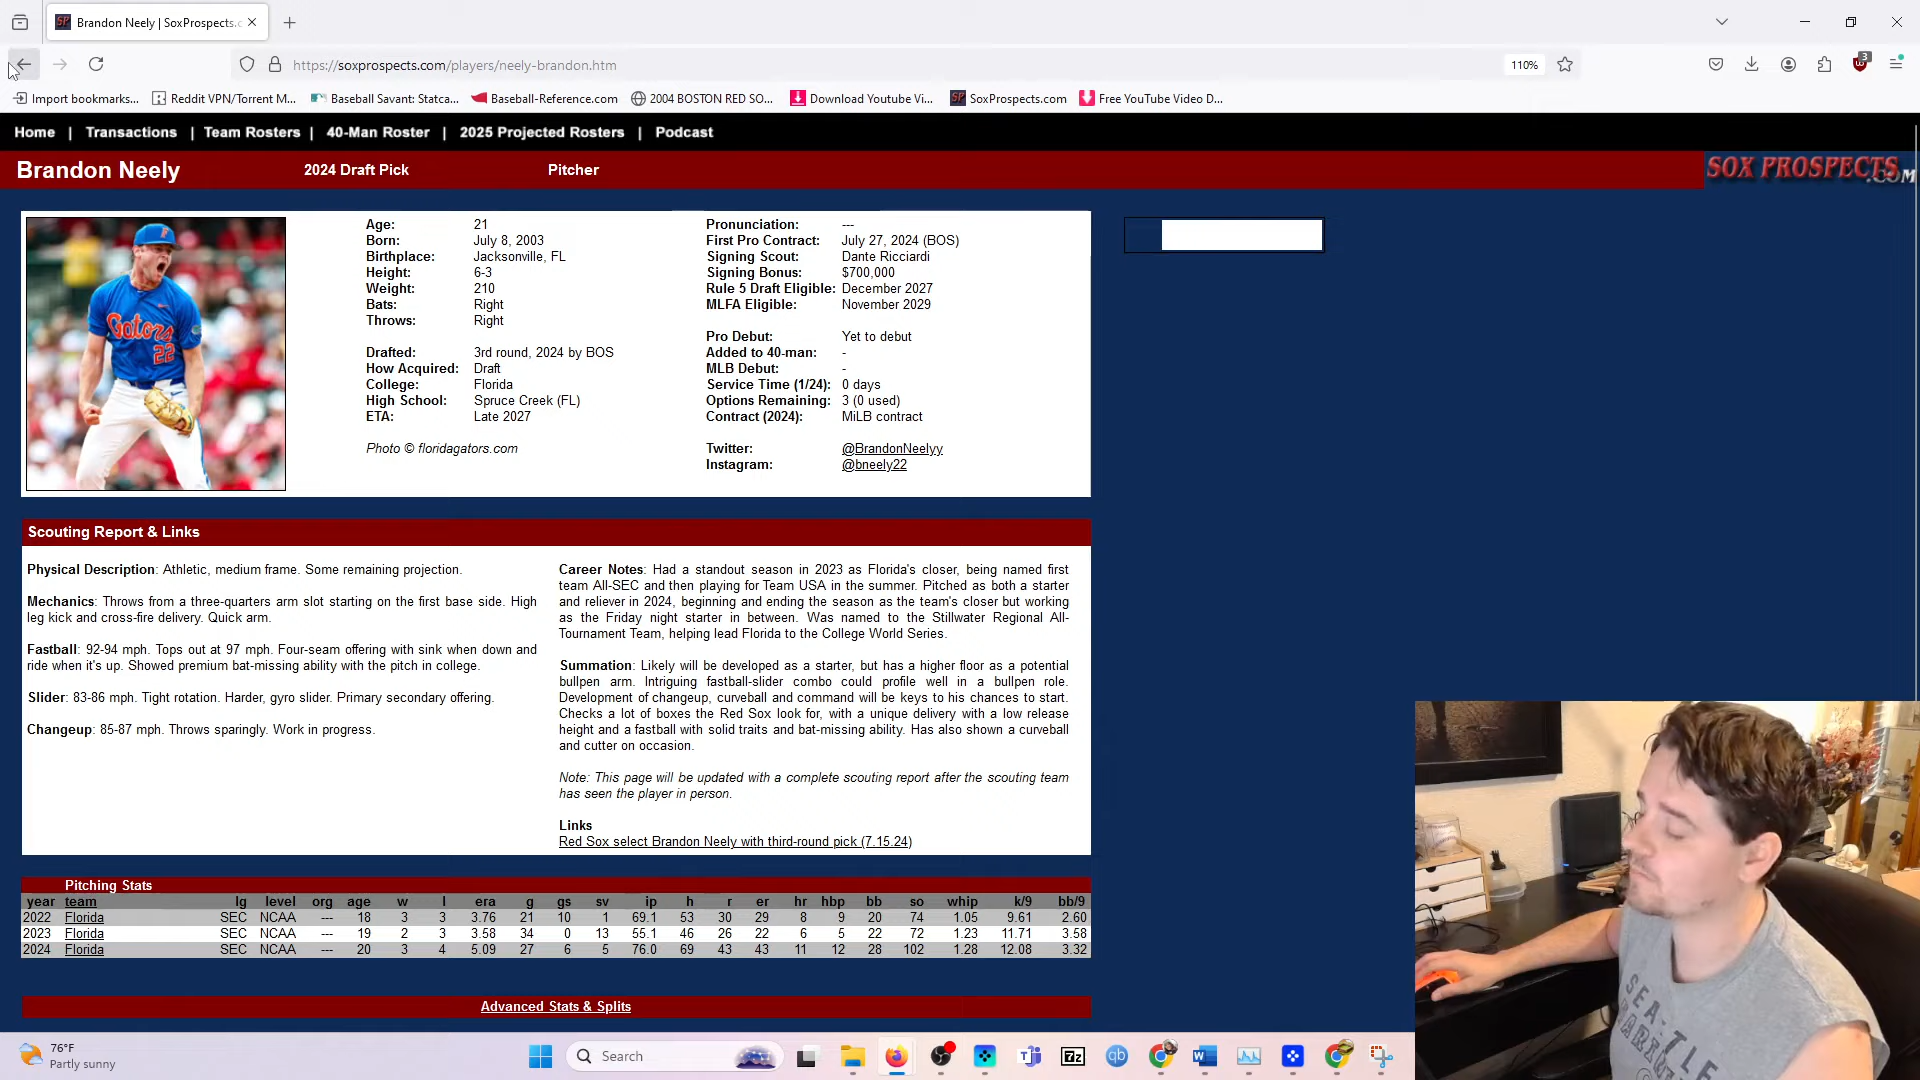 Brandon Neely | SoxProspects.c
https://soxprospects.com/players/neely-brandon.htm
110%
3
Import bookmarks...
Reddit VPN/Torrent M...
Baseball Savant: Statca...
Baseball-Reference.com
2004 BOSTON RED SO...
Download Youtube Vi...
SoxProspects.com
Free YouTube Video D...
Home | Transactions | Team Rosters | 40-Man Roster | 2025 Projected Rosters | Podcast
Brandon Neely 2024 Draft Pick Pitcher
SOX PROSPECTS.COM
Age: 21
Born: July 8, 2003
Birthplace: Jacksonville, FL
Height: 6-3
Weight: 210
Bats: Right
Throws: Right
Drafted: 3rd round, 2024 by BOS
How Acquired: Draft
College: Florida
High School: Spruce Creek (FL)
ETA: Late 2027
Photo © floridagators.com
Pronunciation: ---
First Pro Contract: July 27, 2024 (BOS)
Signing Scout: Dante Ricciardi
Signing Bonus: $700,000
Rule 5 Draft Eligible: December 2027
MLFA Eligible: November 2029
Pro Debut: Yet to debut
Added to 40-man: -
MLB Debut: -
Service Time (1/24): 0 days
Options Remaining: 3 (0 used)
Contract (2024): MiLB contract
Twitter: @BrandonNeelyy
Instagram: @bneely22
Gators
22
Scouting Report & Links
Physical Description: Athletic, medium frame. Some remaining projection.
Mechanics: Throws from a three-quarters arm slot starting on the first base side. High
leg kick and cross-fire delivery. Quick arm.
Fastball: 92-94 mph. Tops out at 97 mph. Four-seam offering with sink when down and
ride when it's up. Showed premium bat-missing ability with the pitch in college.
Slider: 83-86 mph. Tight rotation. Harder, gyro slider. Primary secondary offering.
Changeup: 85-87 mph. Throws sparingly. Work in progress.
Career Notes: Had a standout season in 2023 as Florida's closer, being named first
team All-SEC and then playing for Team USA in the summer. Pitched as both a starter
and reliever in 2024, beginning and ending the season as the team's closer but working
as the Friday night starter in between. Was named to the Stillwater Regional All-
Tournament Team, helping lead Florida to the College World Series.
Summation: Likely will be developed as a starter, but has a higher floor as a potential
bullpen arm. Intriguing fastball-slider combo could profile well in a bullpen role.
Development of changeup, curveball and command will be keys to his chances to start.
Checks a lot of boxes the Red Sox look for, with a unique delivery with a low release
height and a fastball with solid traits and bat-missing ability. Has also shown a curveball
and cutter on occasion.
Note: This page will be updated with a complete scouting report after the scouting team
has seen the player in person.
Links
Red Sox select Brandon Neely with third-round pick (7.15.24)
Pitching Stats
year team lg level org age w l era g gs sv ip h r er hr hbp bb so whip k/9 bb/9
2022 Florida SEC NCAA --- 18 3 3 3.76 21 10 1 69.1 53 30 29 8 9 20 74 1.05 9.61 2.60
2023 Florida SEC NCAA --- 19 2 3 3.58 34 0 13 55.1 46 26 22 6 5 22 72 1.23 11.71 3.58
2024 Florida SEC NCAA --- 20 3 4 5.09 27 6 5 76.0 69 43 43 11 12 28 102 1.28 12.08 3.32
Advanced Stats & Splits
76°F
Partly sunny
Search
7z
qb